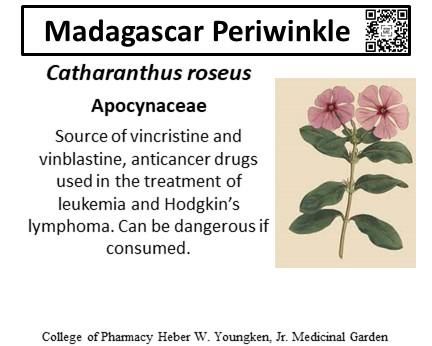 Madagascar Periwinkle
Catharanthus roseus
Apocynaceae
Source of vincristine and
vinblastine, anticancer drugs
used in the treatment of
leukemia and Hodgkin's
lymphoma. Can be dangerous if
consumed.
College of Pharmacy Heber W. Youngken, Jr. Medicinal Garden